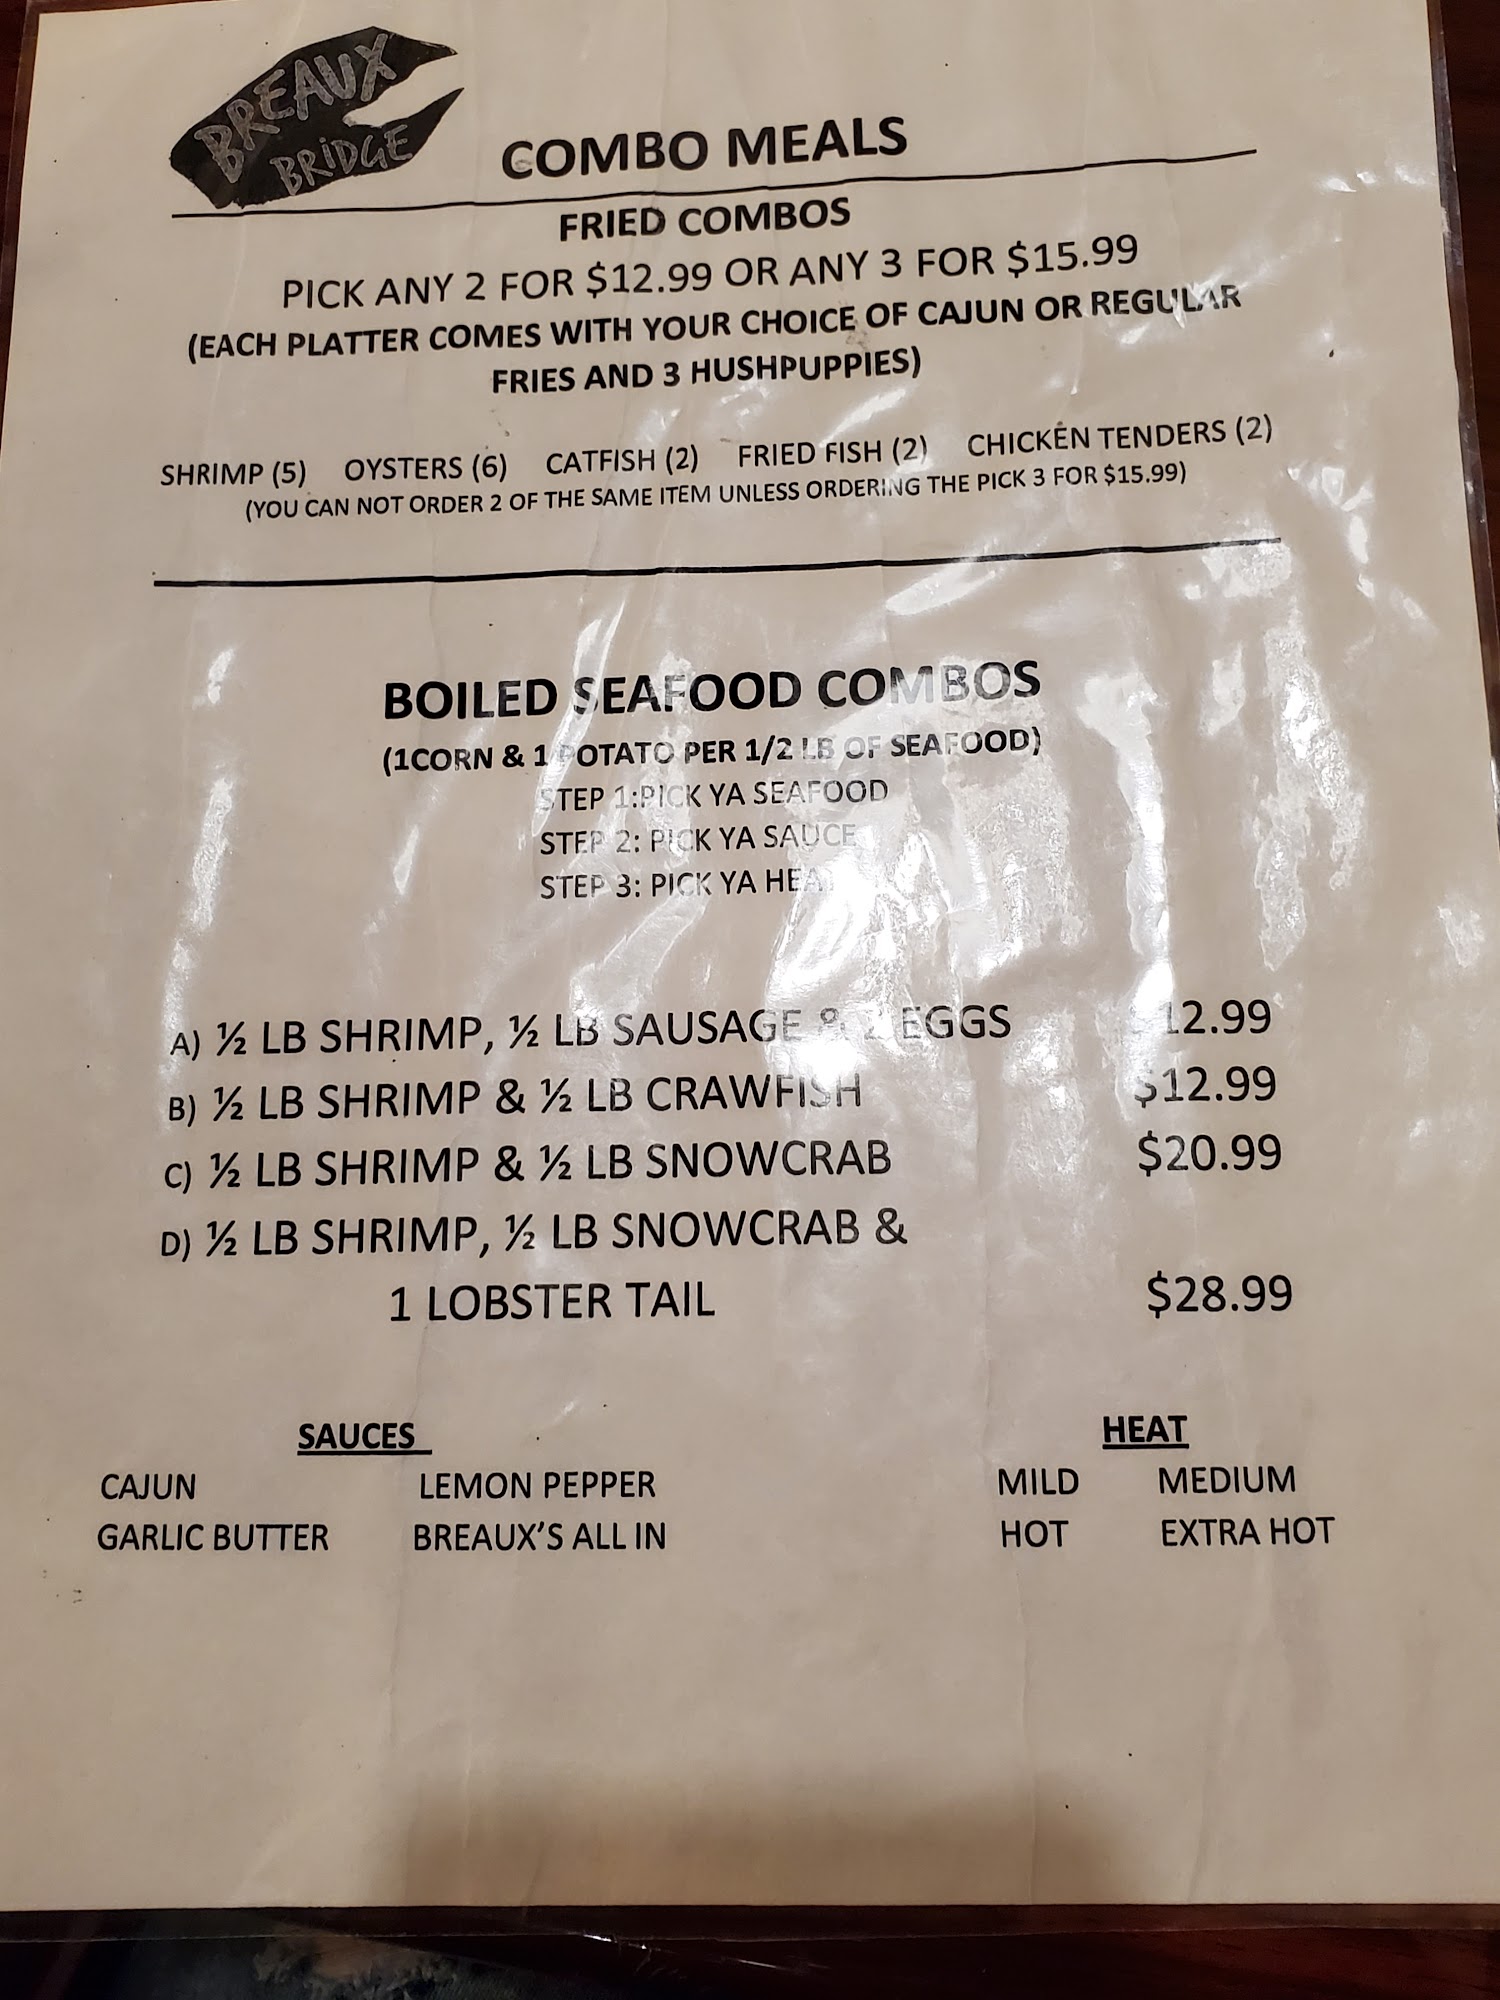 BREAUX
BRIDGE
COMBO MEALS
FRIED COMBOS
PICK ANY 2 FOR $12.99 OR ANY 3 FOR $15.99
(EACH PLATTER COMES WITH YOUR CHOICE OF CAJUN OR REGULAR
FRIES AND 3 HUSHPUPPIES)
SHRIMP (5) OYSTERS (6) CATFISH (2) FRIED FISH (2) CHICKEN TENDERS (2)
(YOU CAN NOT ORDER 2 OF THE SAME ITEM UNLESS ORDERING THE PICK 3 FOR $15.99)
BOILED SEAFOOD COMBOS
(1CORN & 1 POTATO PER 1/2 LB OF SEAFOOD)
STEP 1:PICK YA SEAFOOD
STEP 2: PICK YA SAUCE
STEP 3: PICK YA HEAT
A) ½ LB SHRIMP, ½ LB SAUSAGE & 2 EGGS $12.99
B) ½ LB SHRIMP & ½ LB CRAWFISH $12.99
C) ½ LB SHRIMP & ½ LB SNOWCRAB $20.99
D) ½ LB SHRIMP, ½ LB SNOWCRAB &
1 LOBSTER TAIL $28.99
SAUCES HEAT
CAJUN LEMON PEPPER MILD MEDIUM
GARLIC BUTTER BREAUX'S ALL IN HOT EXTRA HOT